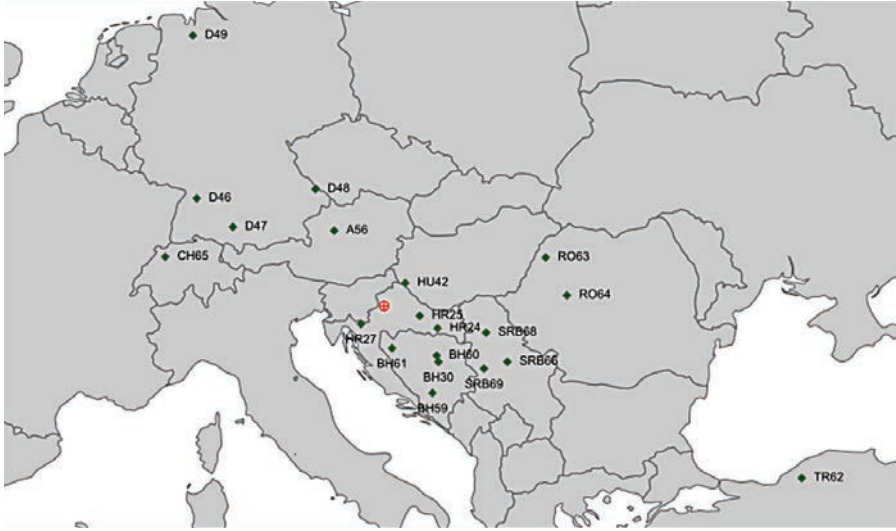 D49
D48
D46
D47
A56
CH65
RO63
HU42
RO64
HR25
HR24
SRB68
HR27
BH60
BH61
SRB66
BH30
SRB69
BH59
TR62